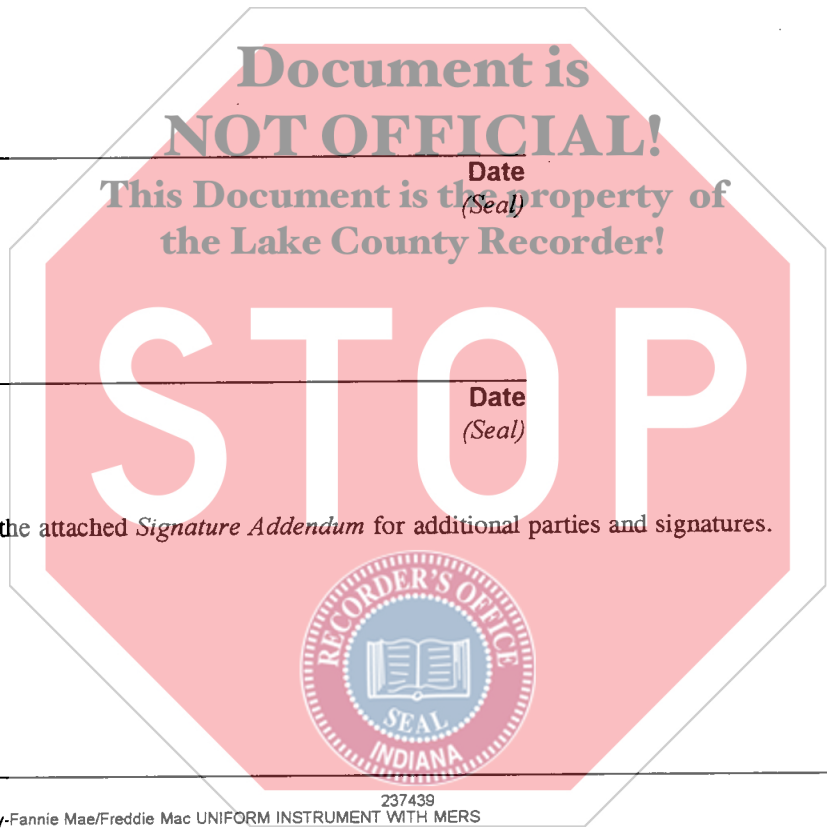 Document is
NOT OFFICIAL!
Date
This Document is the property of
(Seal)
the Lake County Recorder!
STOP
Date
(Seal)
the attached Signature Addendum for additional parties and signatures.
RECORDER'S OFFICE
SEAL
INDIANA
237439
-Fannie Mae/Freddie Mac UNIFORM INSTRUMENT WITH MERS